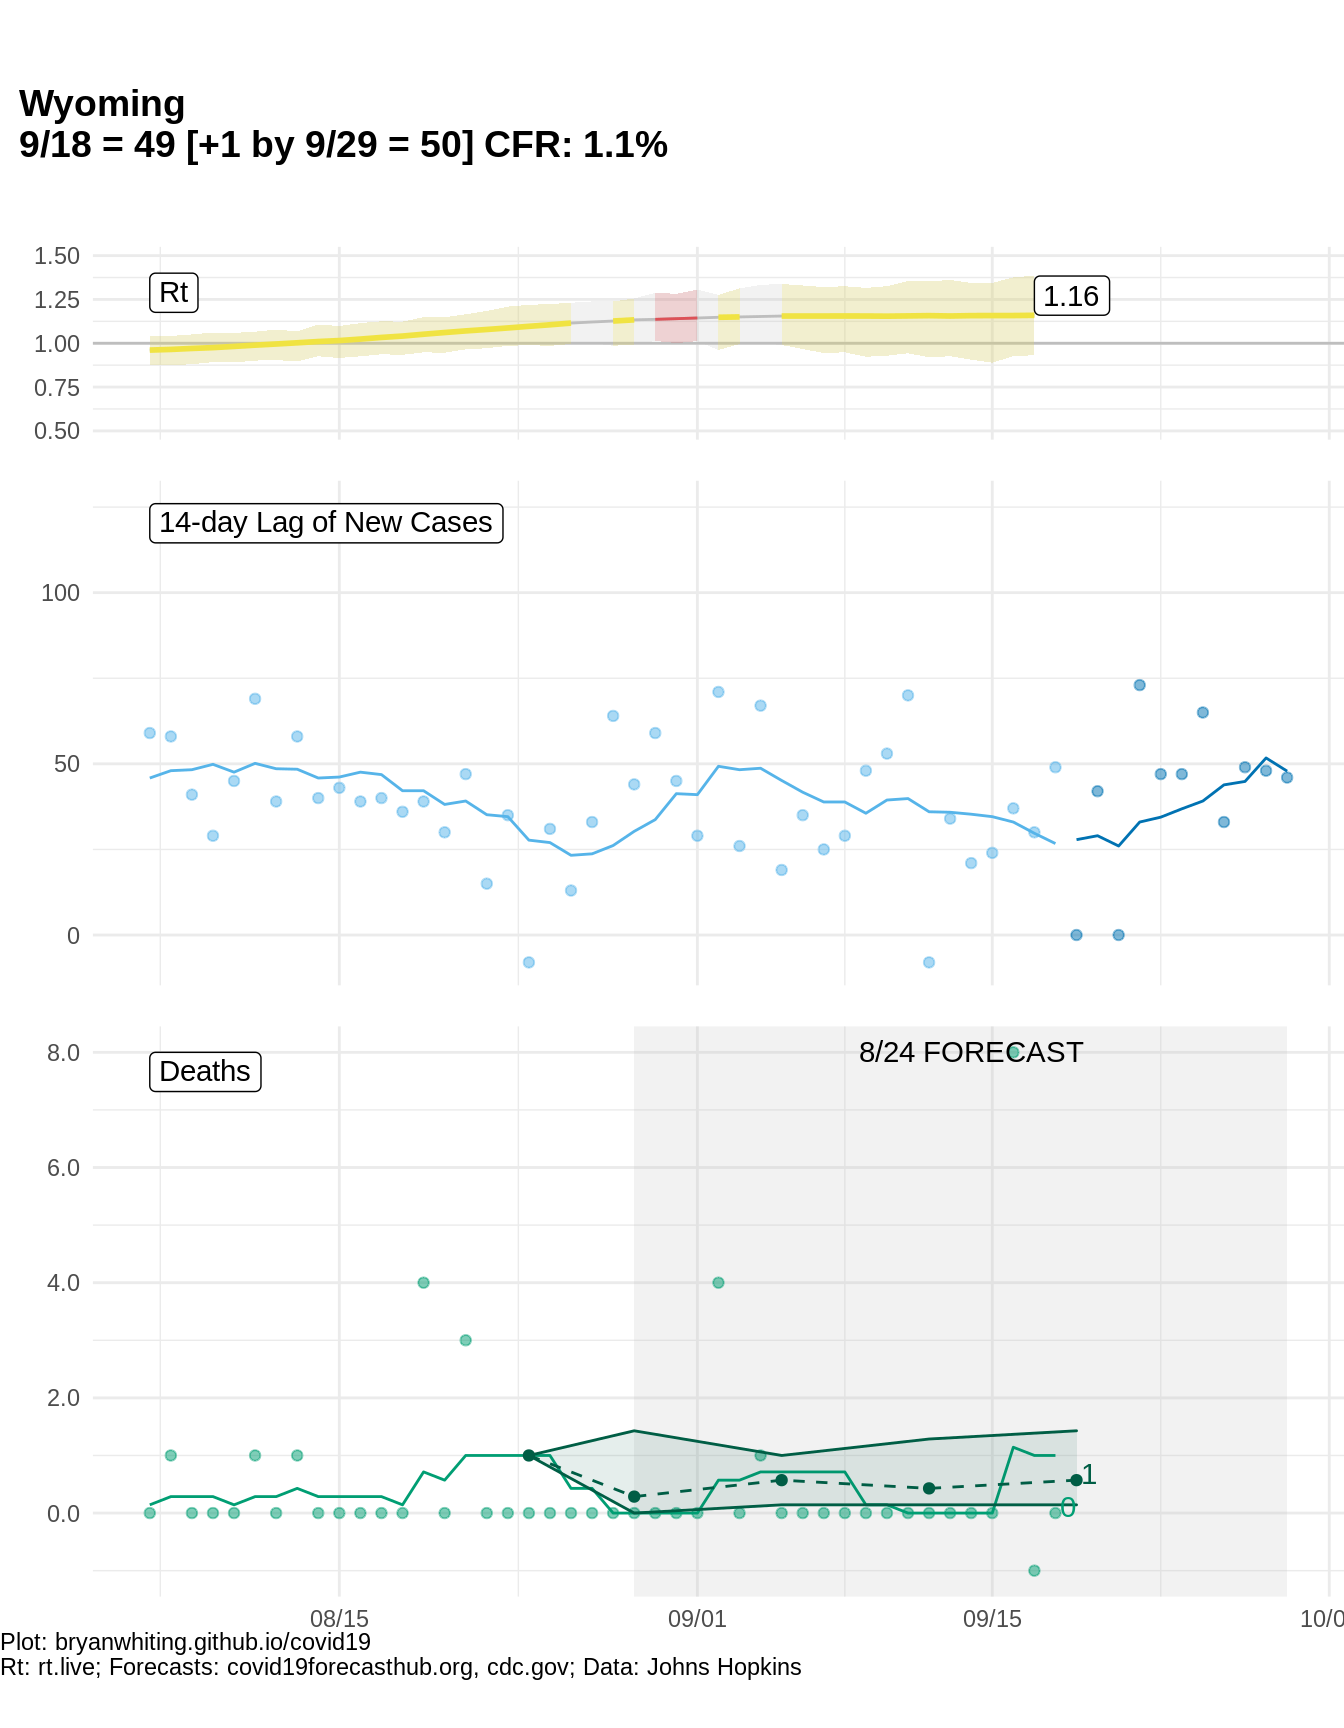 Wyoming
9/18 = 49 [+1 by 9/29 = 50] CFR: 1.1%
1.50
1.25
1.00
0.75
0.50
Rt
1.16
14-day Lag of New Cases
100
50
0
8.0
6.0
4.0
2.0
0.0
Deaths
8/24 FORECAST
1
0
08/15
09/01
09/15
10/0
Plot: bryanwhiting.github.io/covid19
Rt: rt.live; Forecasts: covid19forecasthub.org, cdc.gov; Data: Johns Hopkins